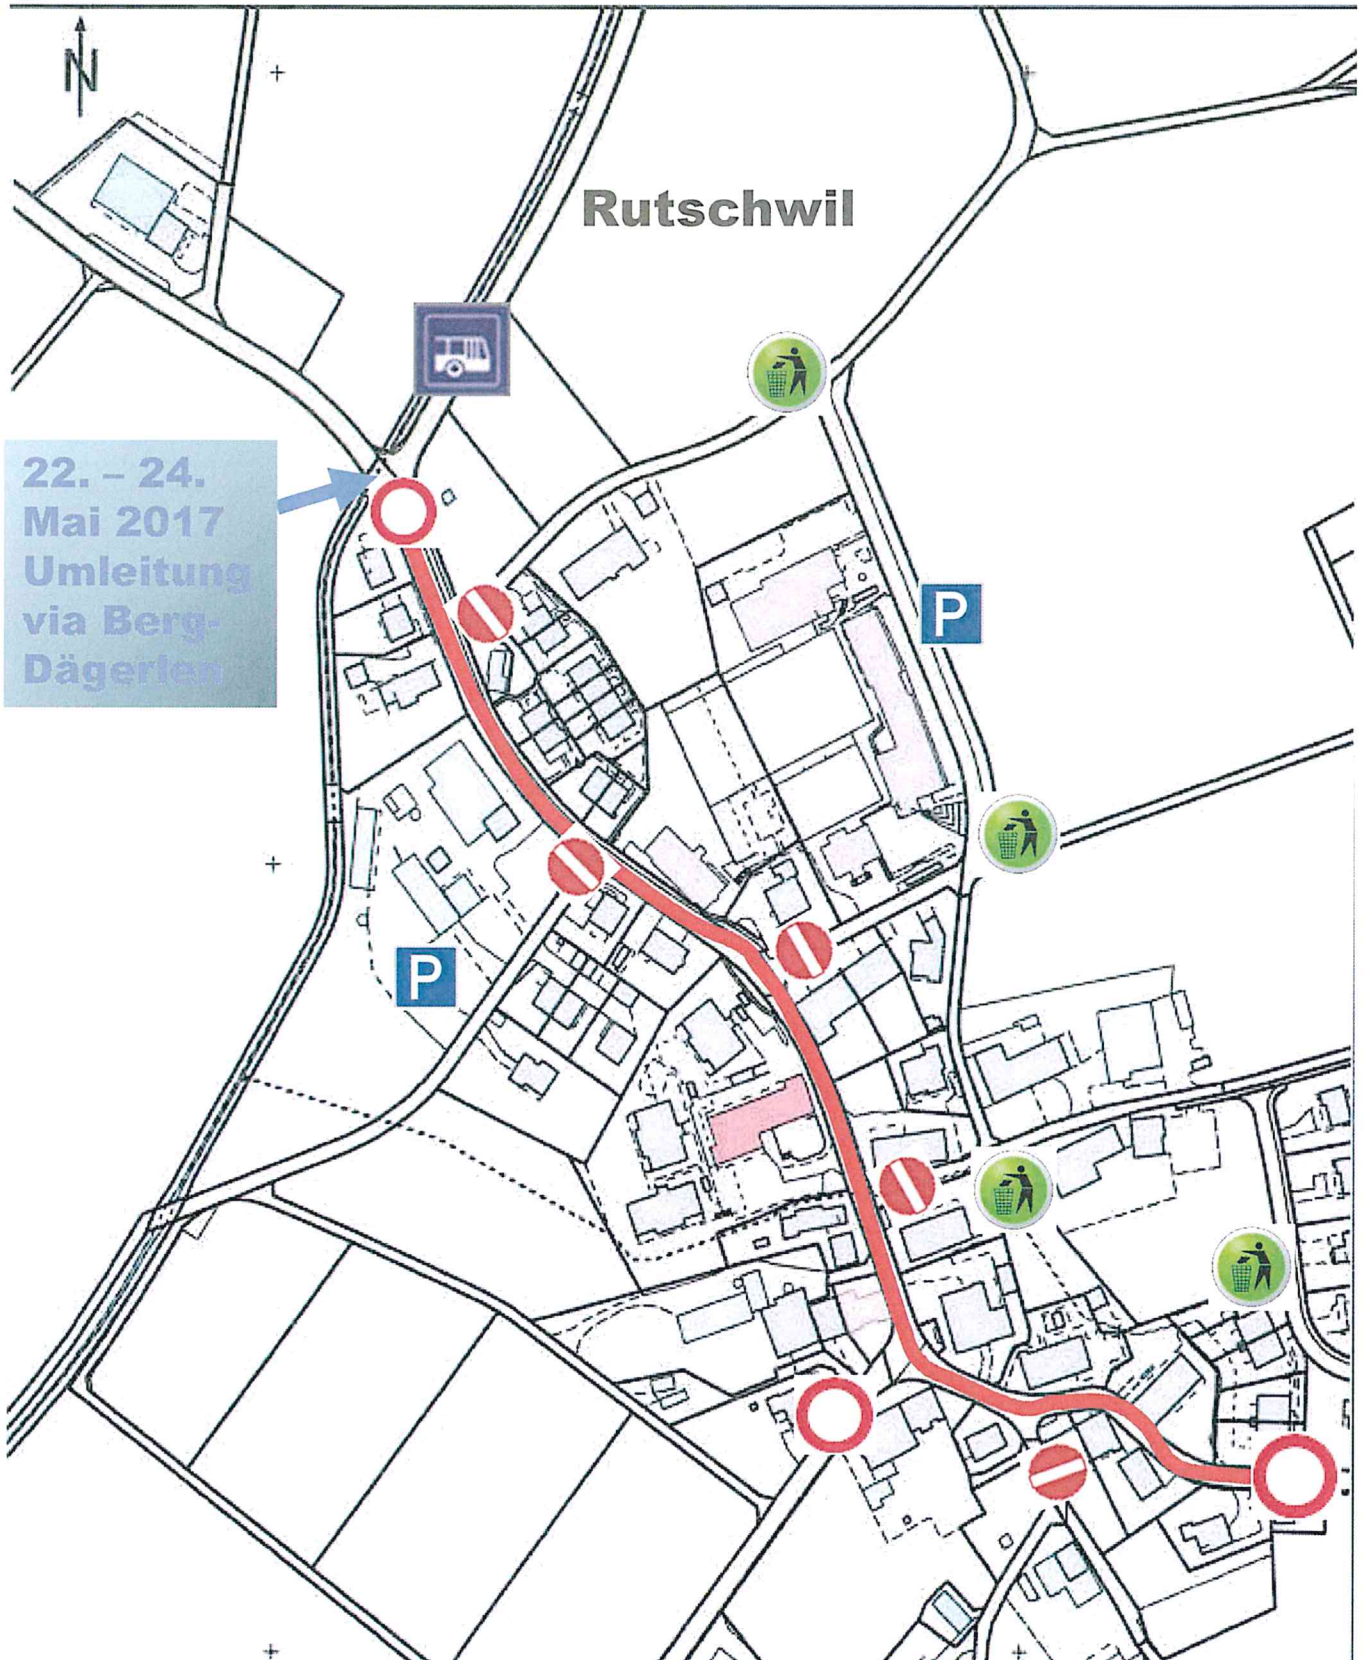 N
Rutschwil
22. – 24.
Mai 2017
Umleitung
via Berg-
Dägerlen
P
P